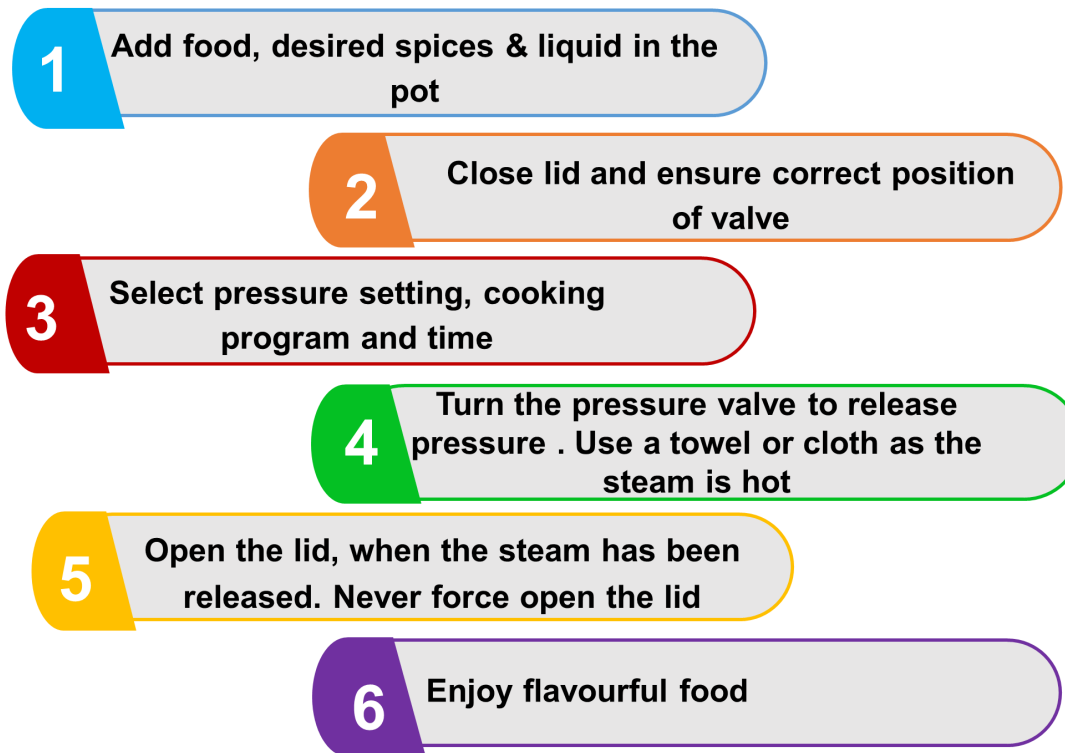 1
Add food, desired spices & liquid in the
pot
2
Close lid and ensure correct position
of valve
3
Select pressure setting, cooking
program and time
4
Turn the pressure valve to release
pressure . Use a towel or cloth as the
steam is hot
5
Open the lid, when the steam has been
released. Never force open the lid
6
Enjoy flavourful food